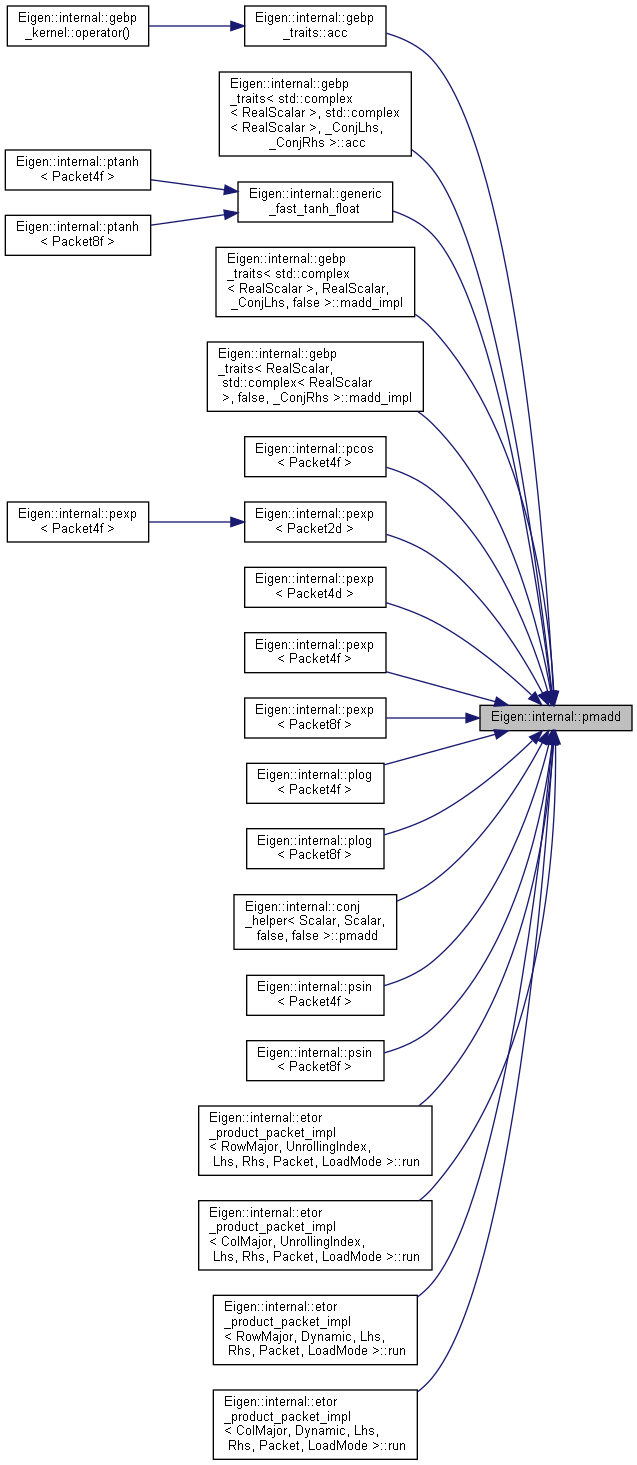 Eigen::internal::gebp
_kernel::operator()
Eigen::internal::gebp
_traits::acc
Eigen::internal::gebp
_traits< std::complex
< RealScalar >, std::complex
< RealScalar >, _ConjLhs,
_ConjRhs >::acc
Eigen::internal::ptanh
< Packet4f >
Eigen::internal::generic
_fast_tanh_float
Eigen::internal::ptanh
< Packet8f >
Eigen::internal::gebp
_traits< std::complex
< RealScalar >, RealScalar,
_ConjLhs, false >::madd_impl
Eigen::internal::gebp
_traits< RealScalar,
std::complex< RealScalar
>, false, _ConjRhs >::madd_impl
Eigen::internal::pcos
< Packet4f >
Eigen::internal::pexp
< Packet4f >
Eigen::internal::pexp
< Packet2d >
Eigen::internal::pexp
< Packet4d >
Eigen::internal::pexp
< Packet4f >
Eigen::internal::pexp
< Packet8f >
Eigen::internal::pmadd
Eigen::internal::plog
< Packet4f >
Eigen::internal::plog
< Packet8f >
Eigen::internal::conj
_helper< Scalar, Scalar,
false, false >::pmadd
Eigen::internal::psin
< Packet4f >
Eigen::internal::psin
< Packet8f >
Eigen::internal::etor
_product_packet_impl
< RowMajor, UnrollingIndex,
Lhs, Rhs, Packet, LoadMode >::run
Eigen::internal::etor
_product_packet_impl
< ColMajor, UnrollingIndex,
Lhs, Rhs, Packet, LoadMode >::run
Eigen::internal::etor
_product_packet_impl
< RowMajor, Dynamic, Lhs,
Rhs, Packet, LoadMode >::run
Eigen::internal::etor
_product_packet_impl
< ColMajor, Dynamic, Lhs,
Rhs, Packet, LoadMode >::run